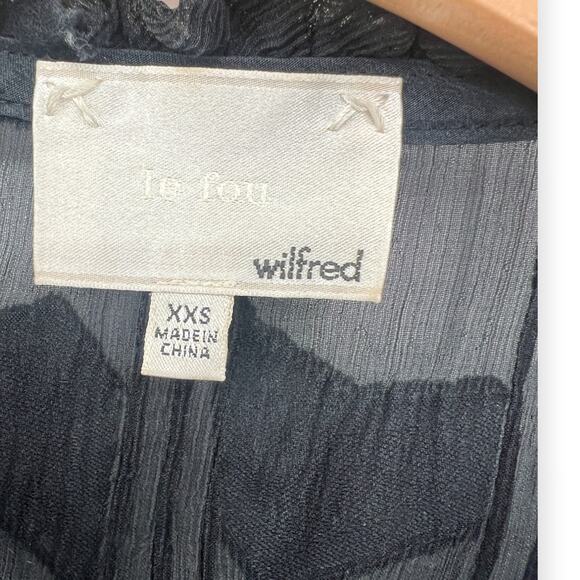 le fou
wilfred
XXS
MADE IN
CHINA